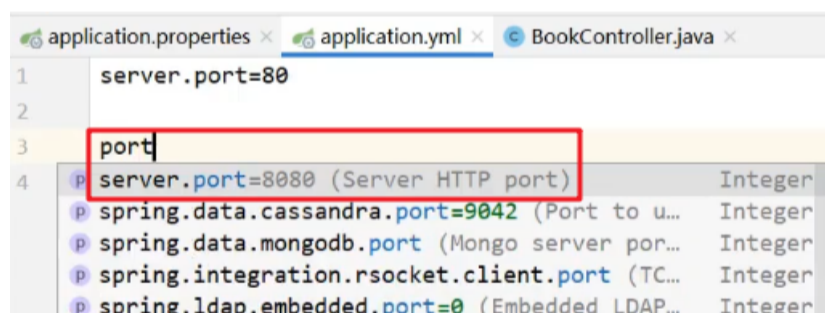 application.properties application.yml BookController.java
1 server.port=80
2
3 port
4
server.port=8080 (Server HTTP port) Integer
spring.data.cassandra.port=9042 (Port to u… Integer
spring.data.mongodb.port (Mongo server por… Integer
spring.integration.rsocket.client.port (TC… Integer
spring.ldap.embedded.port=0 (Embedded LDAP… Integer